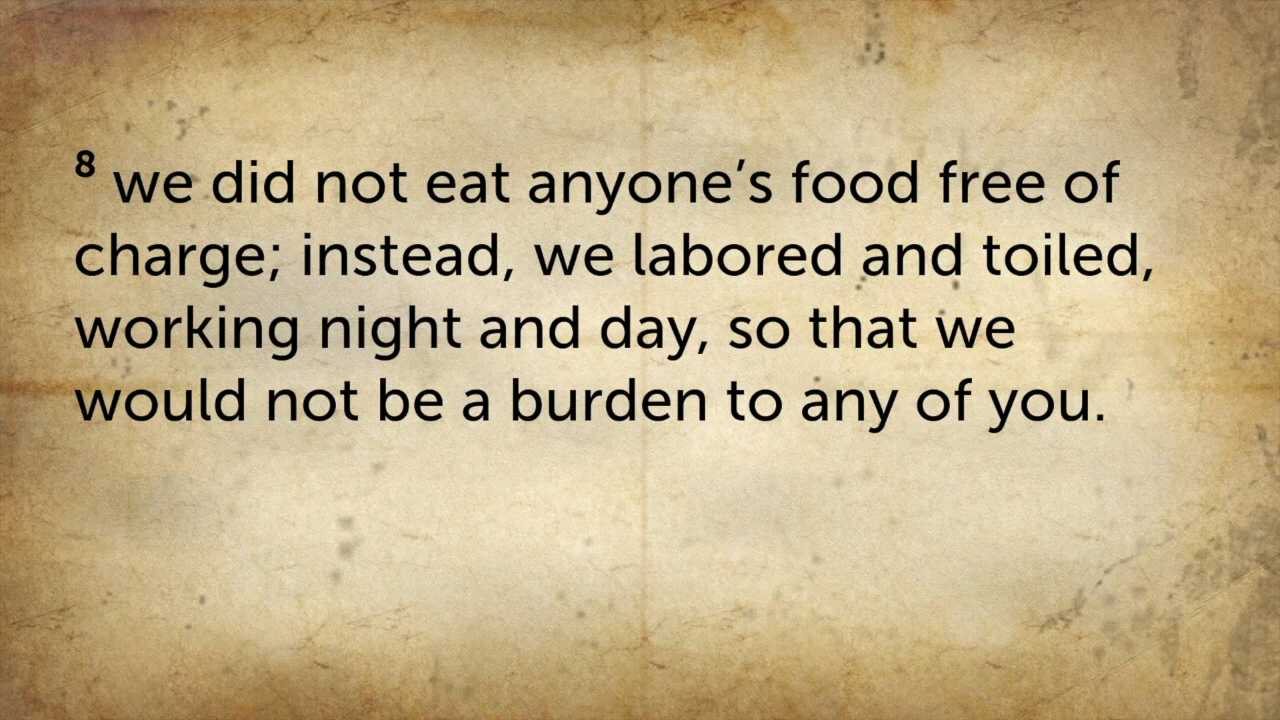 ⁸ we did not eat anyone’s food free of
charge; instead, we labored and toiled,
working night and day, so that we
would not be a burden to any of you.